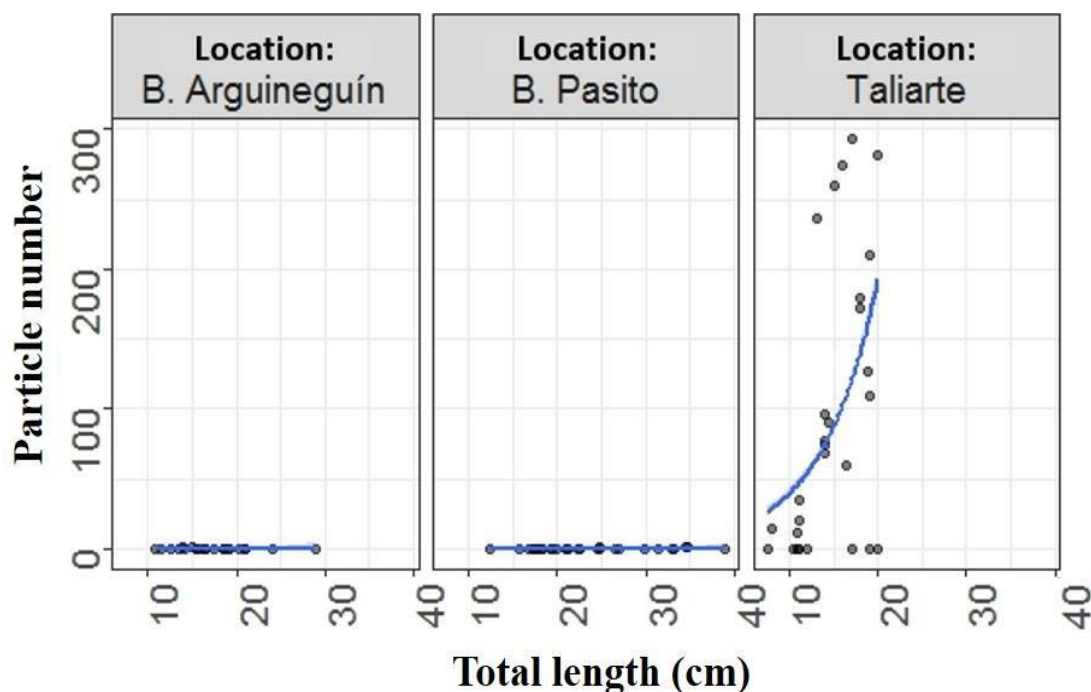 Location:
B. Arguineguín
Location:
B. Pasito
Location:
Taliarte
Particle number
300
200
100
0
10
20
30
40
10
20
30
40
10
20
30
40
Total length (cm)